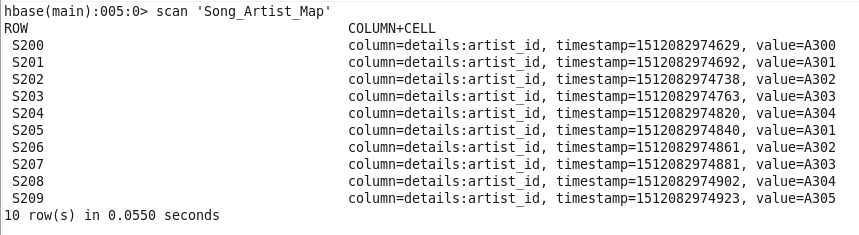 hbase(main):005:0> scan 'Song_Artist_Map'
ROW COLUMN+CELL
S200 column=details:artist_id, timestamp=1512082974629, value=A300
S201 column=details:artist_id, timestamp=1512082974692, value=A301
S202 column=details:artist_id, timestamp=1512082974738, value=A302
S203 column=details:artist_id, timestamp=1512082974763, value=A303
S204 column=details:artist_id, timestamp=1512082974820, value=A304
S205 column=details:artist_id, timestamp=1512082974840, value=A301
S206 column=details:artist_id, timestamp=1512082974861, value=A302
S207 column=details:artist_id, timestamp=1512082974881, value=A303
S208 column=details:artist_id, timestamp=1512082974902, value=A304
S209 column=details:artist_id, timestamp=1512082974923, value=A305
10 row(s) in 0.0550 seconds